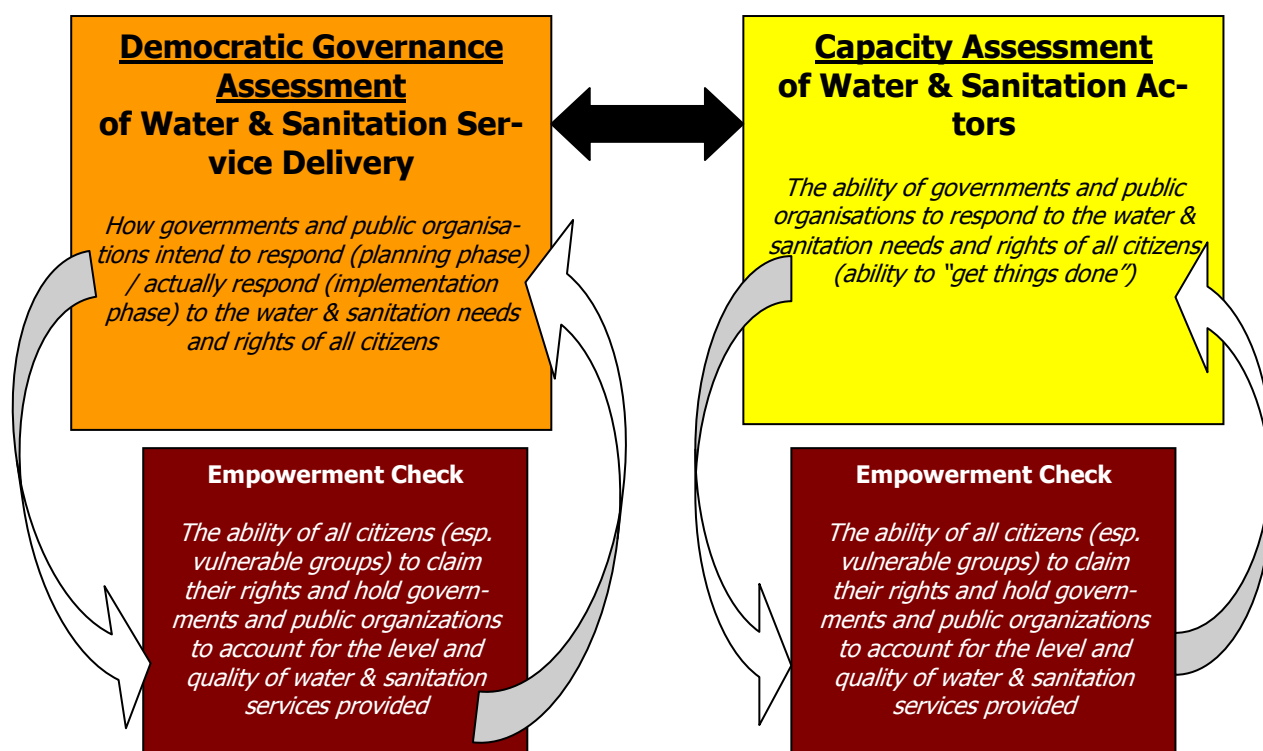 Democratic Governance
Assessment
of Water & Sanitation Ser-
vice Delivery
How governments and public organisa-
tions intend to respond (planning phase)
/ actually respond (implementation
phase) to the water & sanitation needs
and rights of all citizens
Capacity Assessment
of Water & Sanitation Ac-
tors
The ability of governments and public
organisations to respond to the water &
sanitation needs and rights of all citizens
(ability to “get things done”)
Empowerment Check
The ability of all citizens (esp.
vulnerable groups) to claim
their rights and hold govern-
ments and public organizations
to account for the level and
quality of water & sanitation
services provided
Empowerment Check
The ability of all citizens (esp.
vulnerable groups) to claim
their rights and hold govern-
ments and public organizations
to account for the level and
quality of water & sanitation
services provided